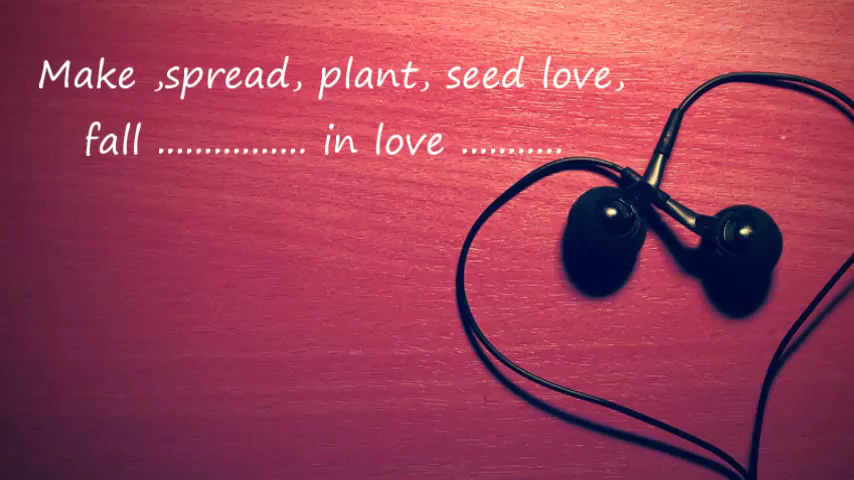 Make ,spread, plant, seed love,
fall ................ in love ...........